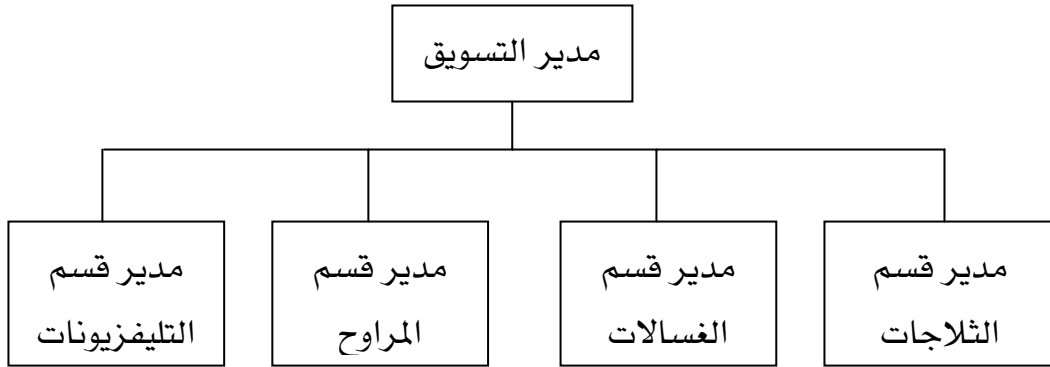 مدير التسويق
مدير قسم
الثلاجات
مدير قسم
الغسالات
مدير قسم
المراوح
مدير قسم
التليفزيونات